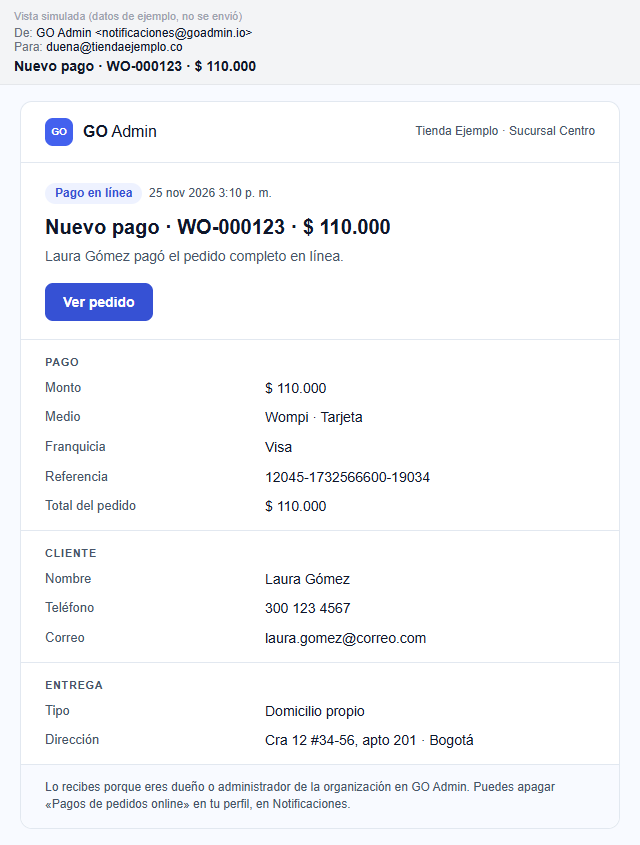 Vista simulada (datos de ejemplo, no se envió)
De: GO Admin <notificaciones@goadmin.io>
Para: duena@tiendaejemplo.co
Nuevo pago · WO-000123 · $ 110.000
GO GO Admin Tienda Ejemplo · Sucursal Centro
Pago en línea 25 nov 2026 3:10 p. m.
Nuevo pago · WO-000123 · $ 110.000
Laura Gómez pagó el pedido completo en línea.
Ver pedido
PAGO
Monto $ 110.000
Medio Wompi · Tarjeta
Franquicia Visa
Referencia 12045-1732566600-19034
Total del pedido $ 110.000
CLIENTE
Nombre Laura Gómez
Teléfono 300 123 4567
Correo laura.gomez@correo.com
ENTREGA
Tipo Domicilio propio
Dirección Cra 12 #34-56, apto 201 · Bogotá
Lo recibes porque eres dueño o administrador de la organización en GO Admin. Puedes apagar
«Pagos de pedidos online» en tu perfil, en Notificaciones.